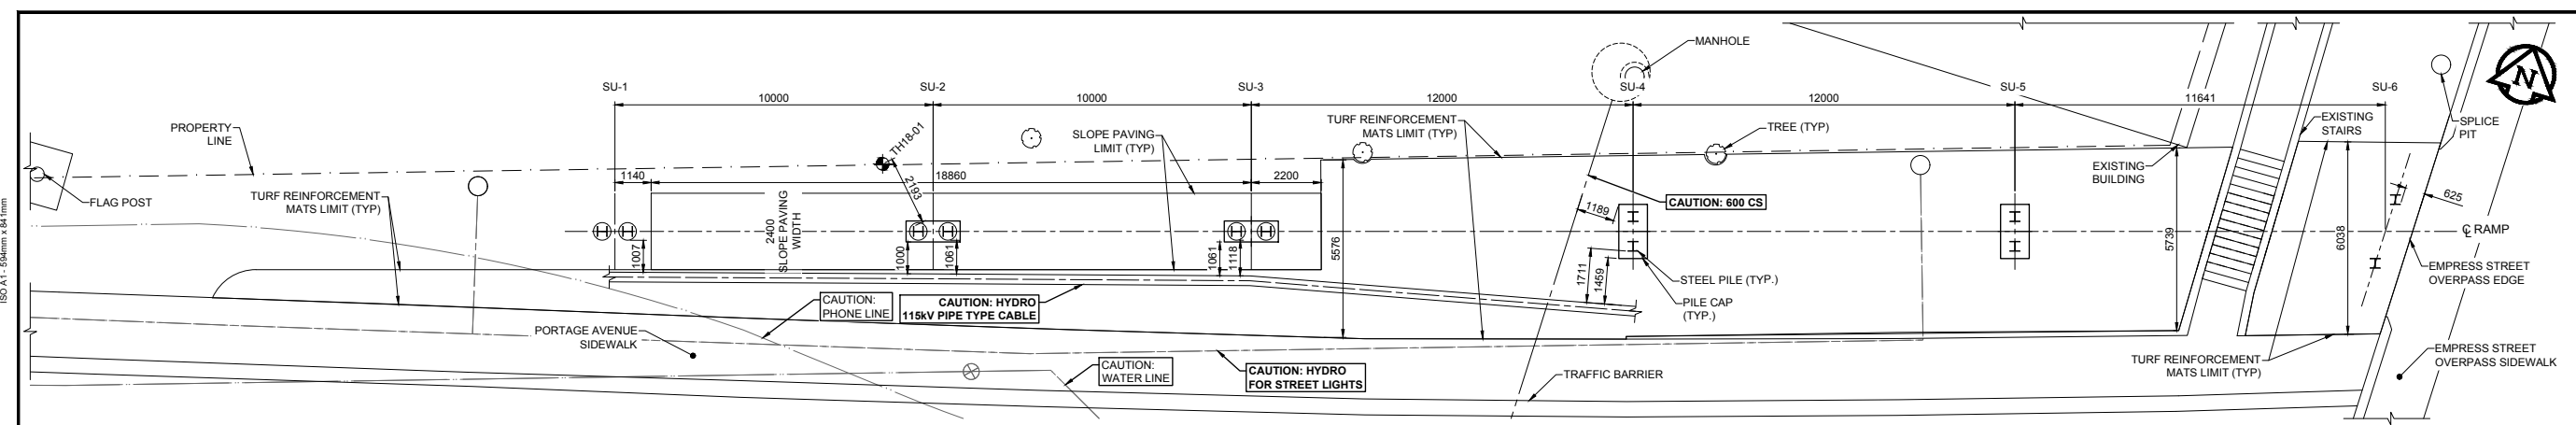 MANHOLE
SU-1
SU-2
SU-3
SU-4
SU-5
SU-6
10000
10000
12000
12000
11641
N
PROPERTY
LINE
TH18-01
SLOPE PAVING
LIMIT (TYP)
TURF REINFORCEMENT
MATS LIMIT (TYP)
TREE (TYP)
EXISTING
STAIRS
SPLICE
PIT
FLAG POST
TURF REINFORCEMENT
MATS LIMIT (TYP)
1140
18860
2200
2193
EXISTING
BUILDING
CAUTION: 600 CS
625
1189
2400
SLOPE PAVING
WIDTH
H
H
H
H
H
H
1007
1000
1061
1061
1118
5576
1711
1459
5739
6038
℄ RAMP
STEEL PILE (TYP.)
PILE CAP
(TYP.)
EMPRESS STREET
OVERPASS EDGE
CAUTION:
PHONE LINE
CAUTION: HYDRO
115kV PIPE TYPE CABLE
PORTAGE AVENUE
SIDEWALK
CAUTION:
WATER LINE
CAUTION: HYDRO
FOR STREET LIGHTS
TRAFFIC BARRIER
TURF REINFORCEMENT
MATS LIMIT (TYP)
EMPRESS STREET
OVERPASS SIDEWALK
ISO A1 - 594mm x 841mm